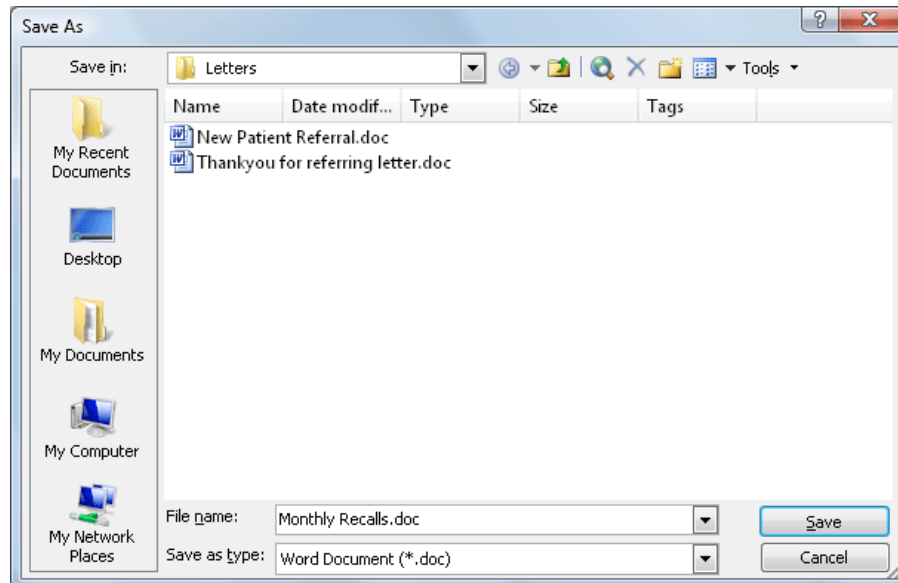 Save As
Save in:
Letters
Tools
Name Date modif... Type Size Tags
New Patient Referral.doc
Thankyou for referring letter.doc
My Recent
Documents
Desktop
My Documents
My Computer
My Network
Places
File name: Monthly Recalls.doc Save
Save as type: Word Document (*.doc) Cancel